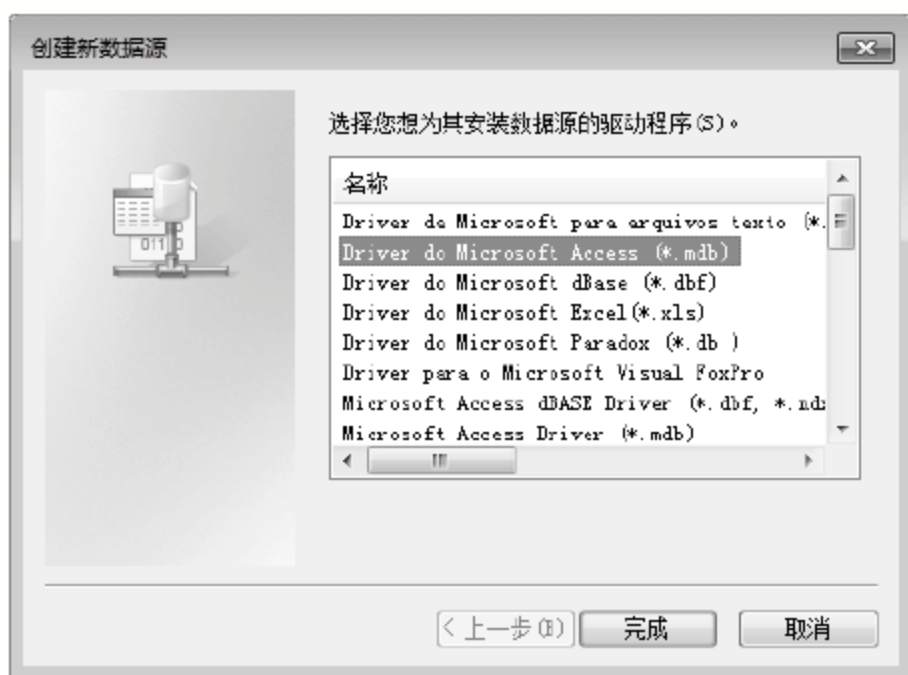 创建新数据源
选择您想为其安装数据源的驱动程序(S)。
名称
Driver da Microsoft para arquivos texto (*.
Driver do Microsoft Access (*.mdb)
Driver do Microsoft dBase (*.dbf)
Driver do Microsoft Excel(*.xls)
Driver do Microsoft Paradox (*.db )
Driver para o Microsoft Visual FoxPro
Microsoft Access dBASE Driver (*.dbf, *.ndx
Microsoft Access Driver (*.mdb)
011
< 上一步(B) 完成 取消